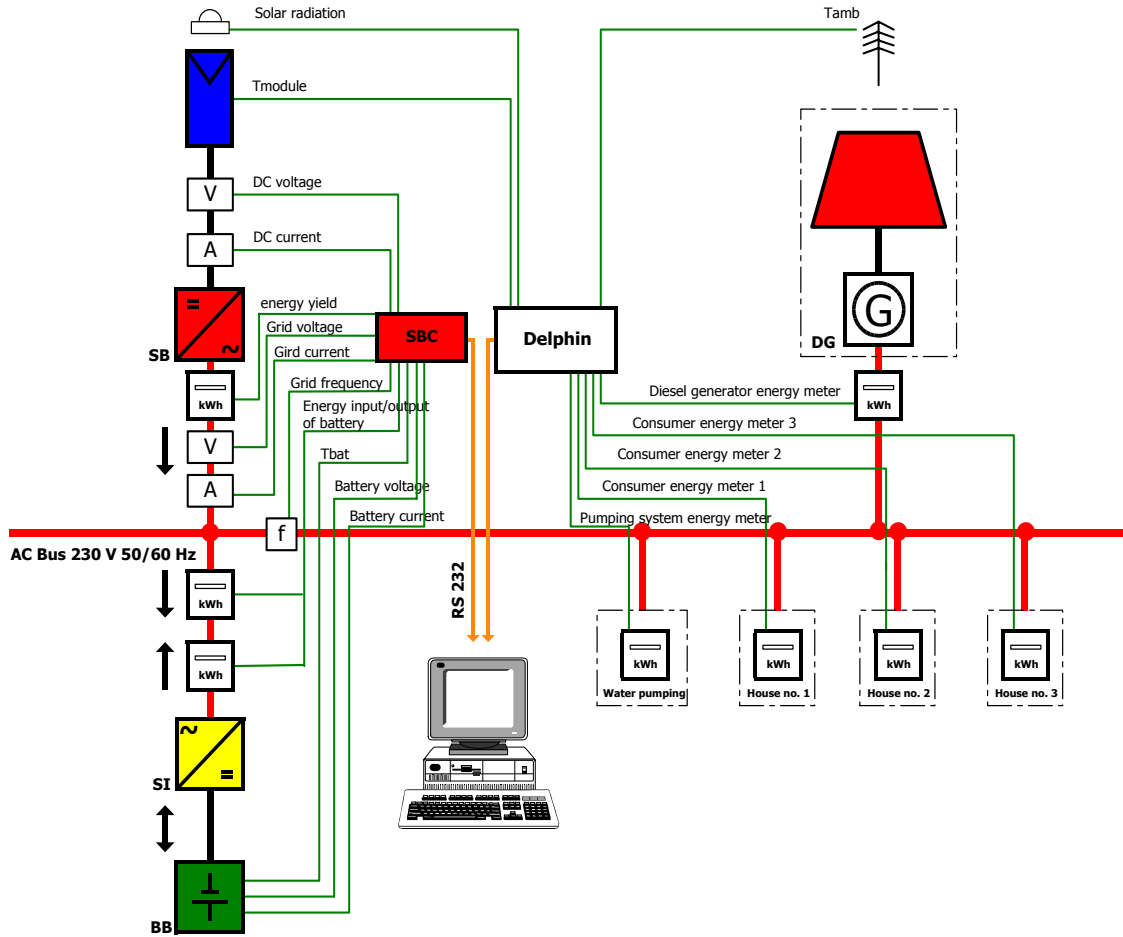 Solar radiation
Tamb
Tmodule
DC voltage
V
DC current
A
energy yield
Grid voltage
SB
Gird current
SBC
Delphin
G
DG
Grid frequency
kWh
Energy input/output
of battery
Diesel generator energy meter
kWh
Consumer energy meter 3
V
Tbat
Consumer energy meter 2
A
Battery voltage
Consumer energy meter 1
Battery current
Pumping system energy meter
f
AC Bus 230 V 50/60 Hz
RS 232
kWh
kWh
kWh
Water pumping
kWh
House no. 1
kWh
House no. 2
kWh
House no. 3
SI
BB